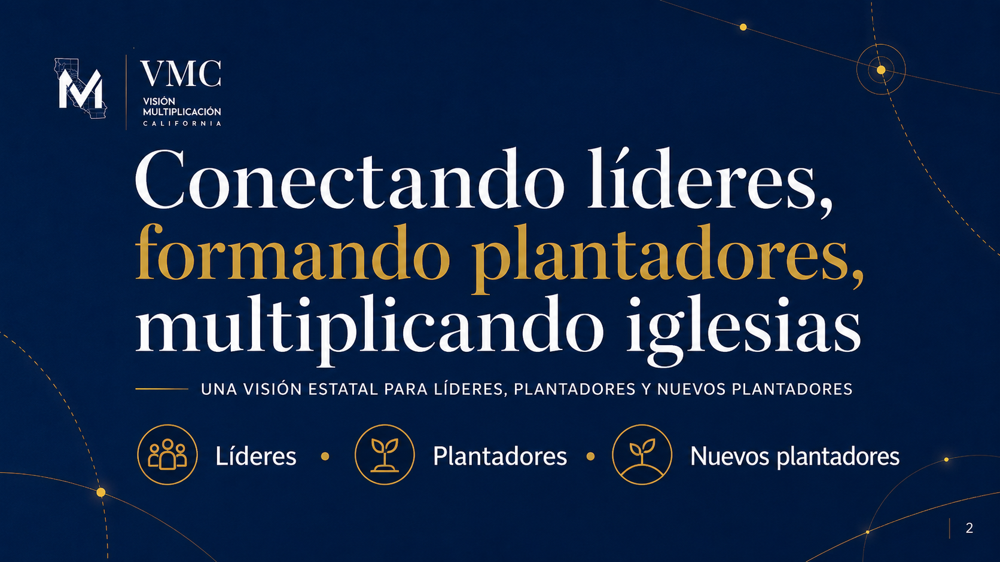 M
VMC
VISIÓN
MULTIPLICACIÓN
CALIFORNIA
Conectando líderes,
formando plantadores,
multiplicando iglesias
UNA VISIÓN ESTATAL PARA LÍDERES, PLANTADORES Y NUEVOS PLANTADORES
Líderes • Plantadores • Nuevos plantadores
2